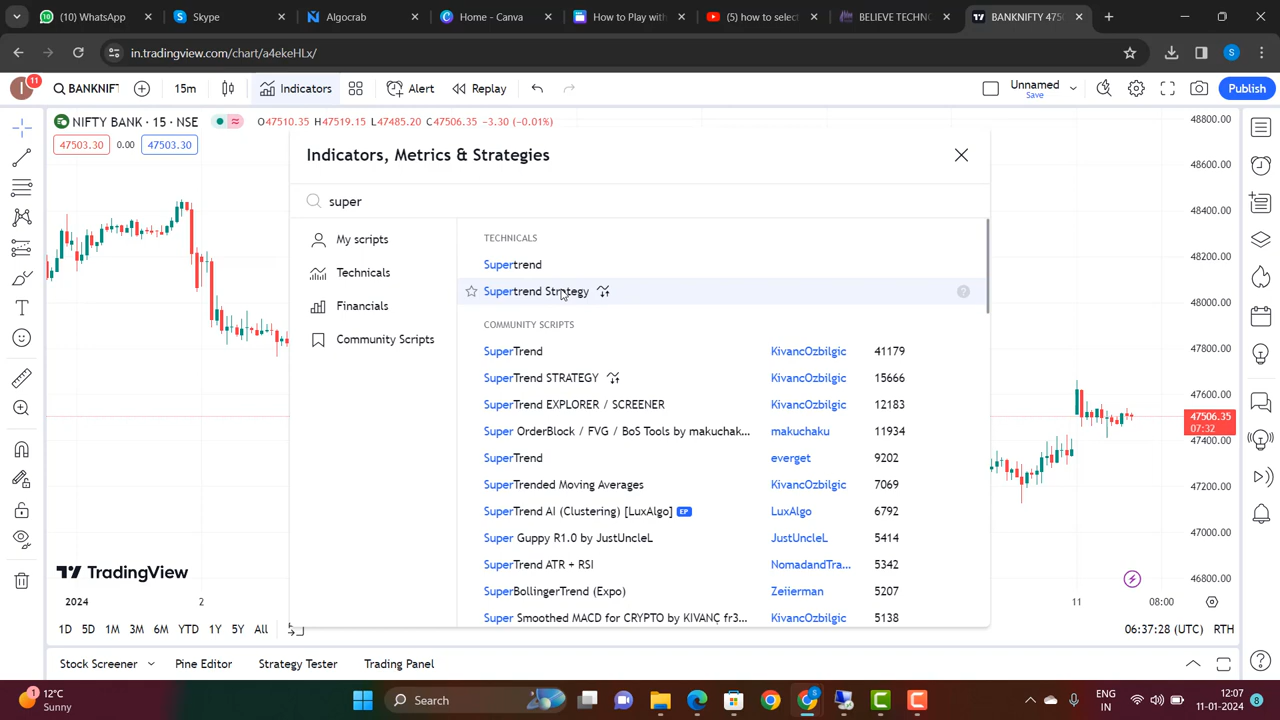 (10) WhatsApp
Skype
Algocrab
Home - Canva
How to Play with
(5) how to select
BELIEVE TECHNO
BANKNIFTY 475
in.tradingview.com/chart/a4ekeHLx/
S
I
11
BANKNIFT
15m
Indicators
Alert
Replay
Unnamed
Save
Publish
NIFTY BANK · 15 · NSE
O47510.35 H47519.15 L47485.20 C47506.35 −3.30 (−0.01%)
47503.30
0.00
47503.30
Indicators, Metrics & Strategies
super
My scripts
Technicals
Financials
Community Scripts
TECHNICALS
Supertrend
Supertrend Strategy
COMMUNITY SCRIPTS
SuperTrend KivancOzbilgic 41179
SuperTrend STRATEGY KivancOzbilgic 15666
SuperTrend EXPLORER / SCREENER KivancOzbilgic 12183
Super OrderBlock / FVG / BoS Tools by makuchak... makuchaku 11934
SuperTrend everget 9202
SuperTrended Moving Averages KivancOzbilgic 7069
SuperTrend AI (Clustering) [LuxAlgo] EP LuxAlgo 6792
Super Guppy R1.0 by JustUncleL JustUncleL 5414
SuperTrend ATR + RSI NomadandTra... 5342
SuperBollingerTrend (Expo) Zeiierman 5207
Super Smoothed MACD for CRYPTO by KIVANÇ fr3... KivancOzbilgic 5138
48800.00
48600.00
48400.00
48200.00
48000.00
47800.00
47600.00
47506.35
07:32
47400.00
47200.00
47000.00
46800.00
TradingView
2024
2
11
08:00
1D 5D 1M 3M 6M YTD 1Y 5Y All
06:37:28 (UTC) RTH
Stock Screener
Pine Editor
Strategy Tester
Trading Panel
1
12°C
Sunny
Search
ENG
IN
12:07
11-01-2024
8